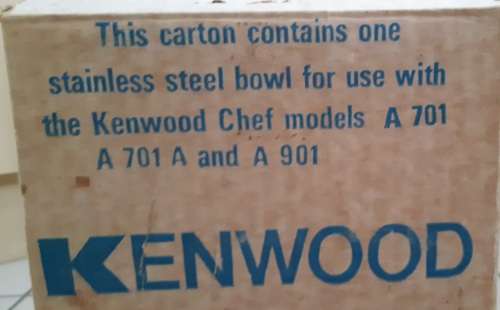 This carton contains one
stainless steel bowl for use with
the Kenwood Chef models A 701
A 701 A and A 901
KENWOOD